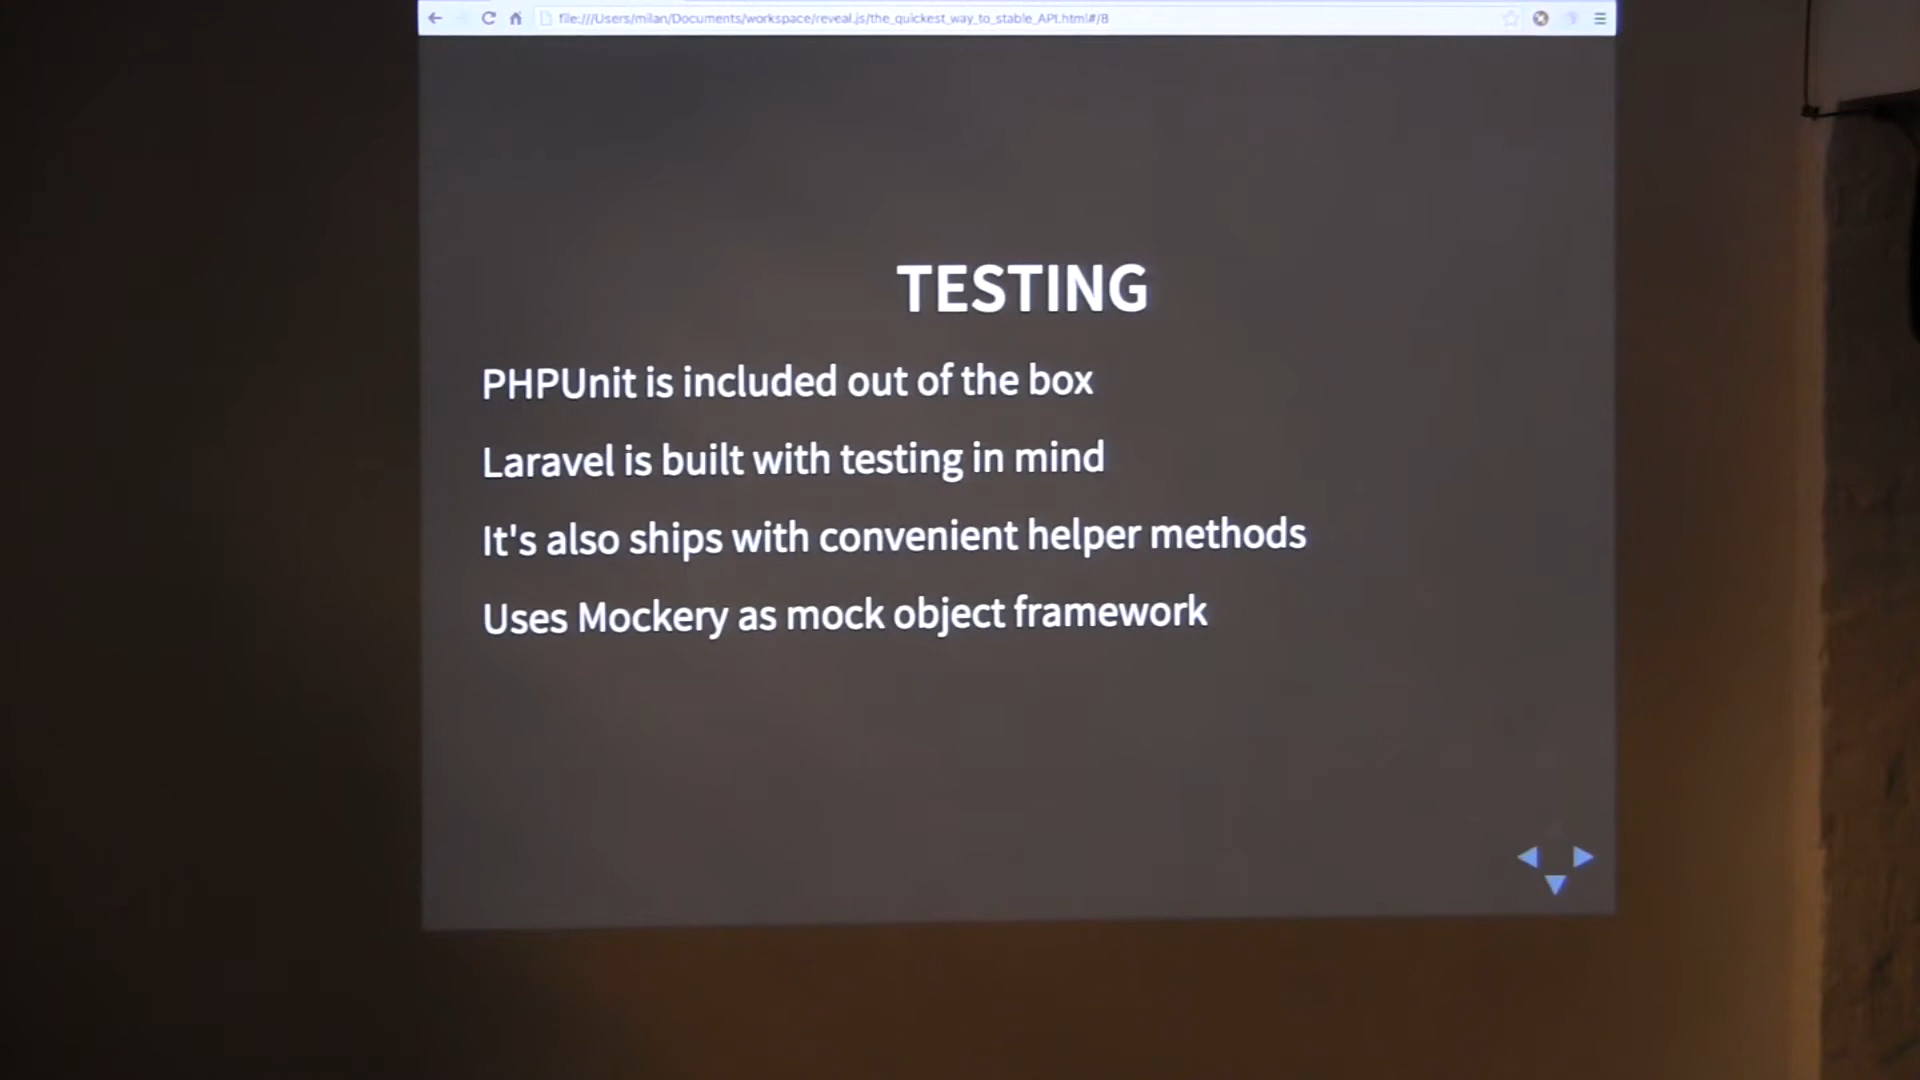 file:///Users/milan/Documents/workspace/reveal.js/the_quickest_way_to_stable_API.html#/8
TESTING
PHPUnit is included out of the box
Laravel is built with testing in mind
It's also ships with convenient helper methods
Uses Mockery as mock object framework